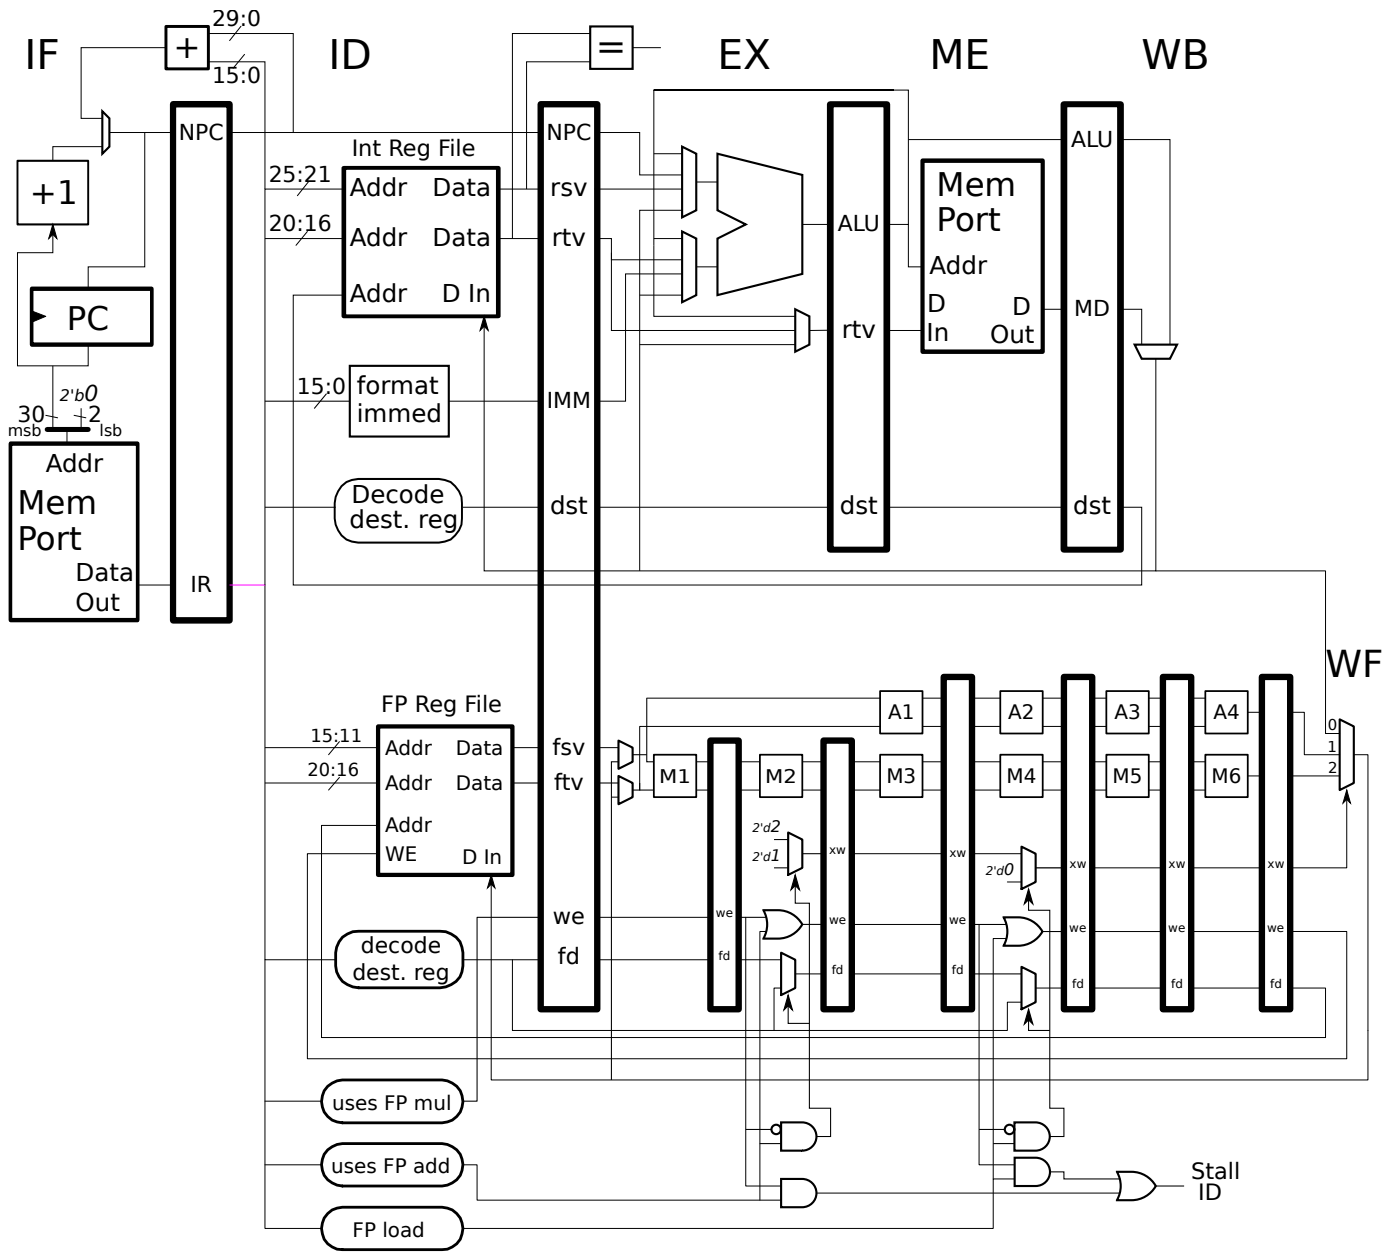 IF
ID
EX
ME
WB
29:0
+
15:0
=
NPC
NPC
ALU
Int Reg File
+1
25:21
Addr
Data
rsv
Mem
Port
20:16
Addr
Data
rtv
ALU
Addr
Addr
D In
D
In
D
Out
MD
PC
rtv
15:0
format
immed
IMM
2'b0
30
2
msb
lsb
Addr
Mem
Port
Data
Out
Decode
dest. reg
dst
dst
dst
IR
WF
FP Reg File
A1
A2
A3
A4
0
1
2
15:11
Addr
Data
fsv
20:16
Addr
Data
ftv
M1
M2
M3
M4
M5
M6
Addr
WE
D In
2'd2
2'd1
xw
xw
2'd0
xw
xw
xw
we
we
we
we
we
we
we
decode
dest. reg
fd
fd
fd
fd
fd
fd
fd
uses FP mul
uses FP add
FP load
Stall
ID